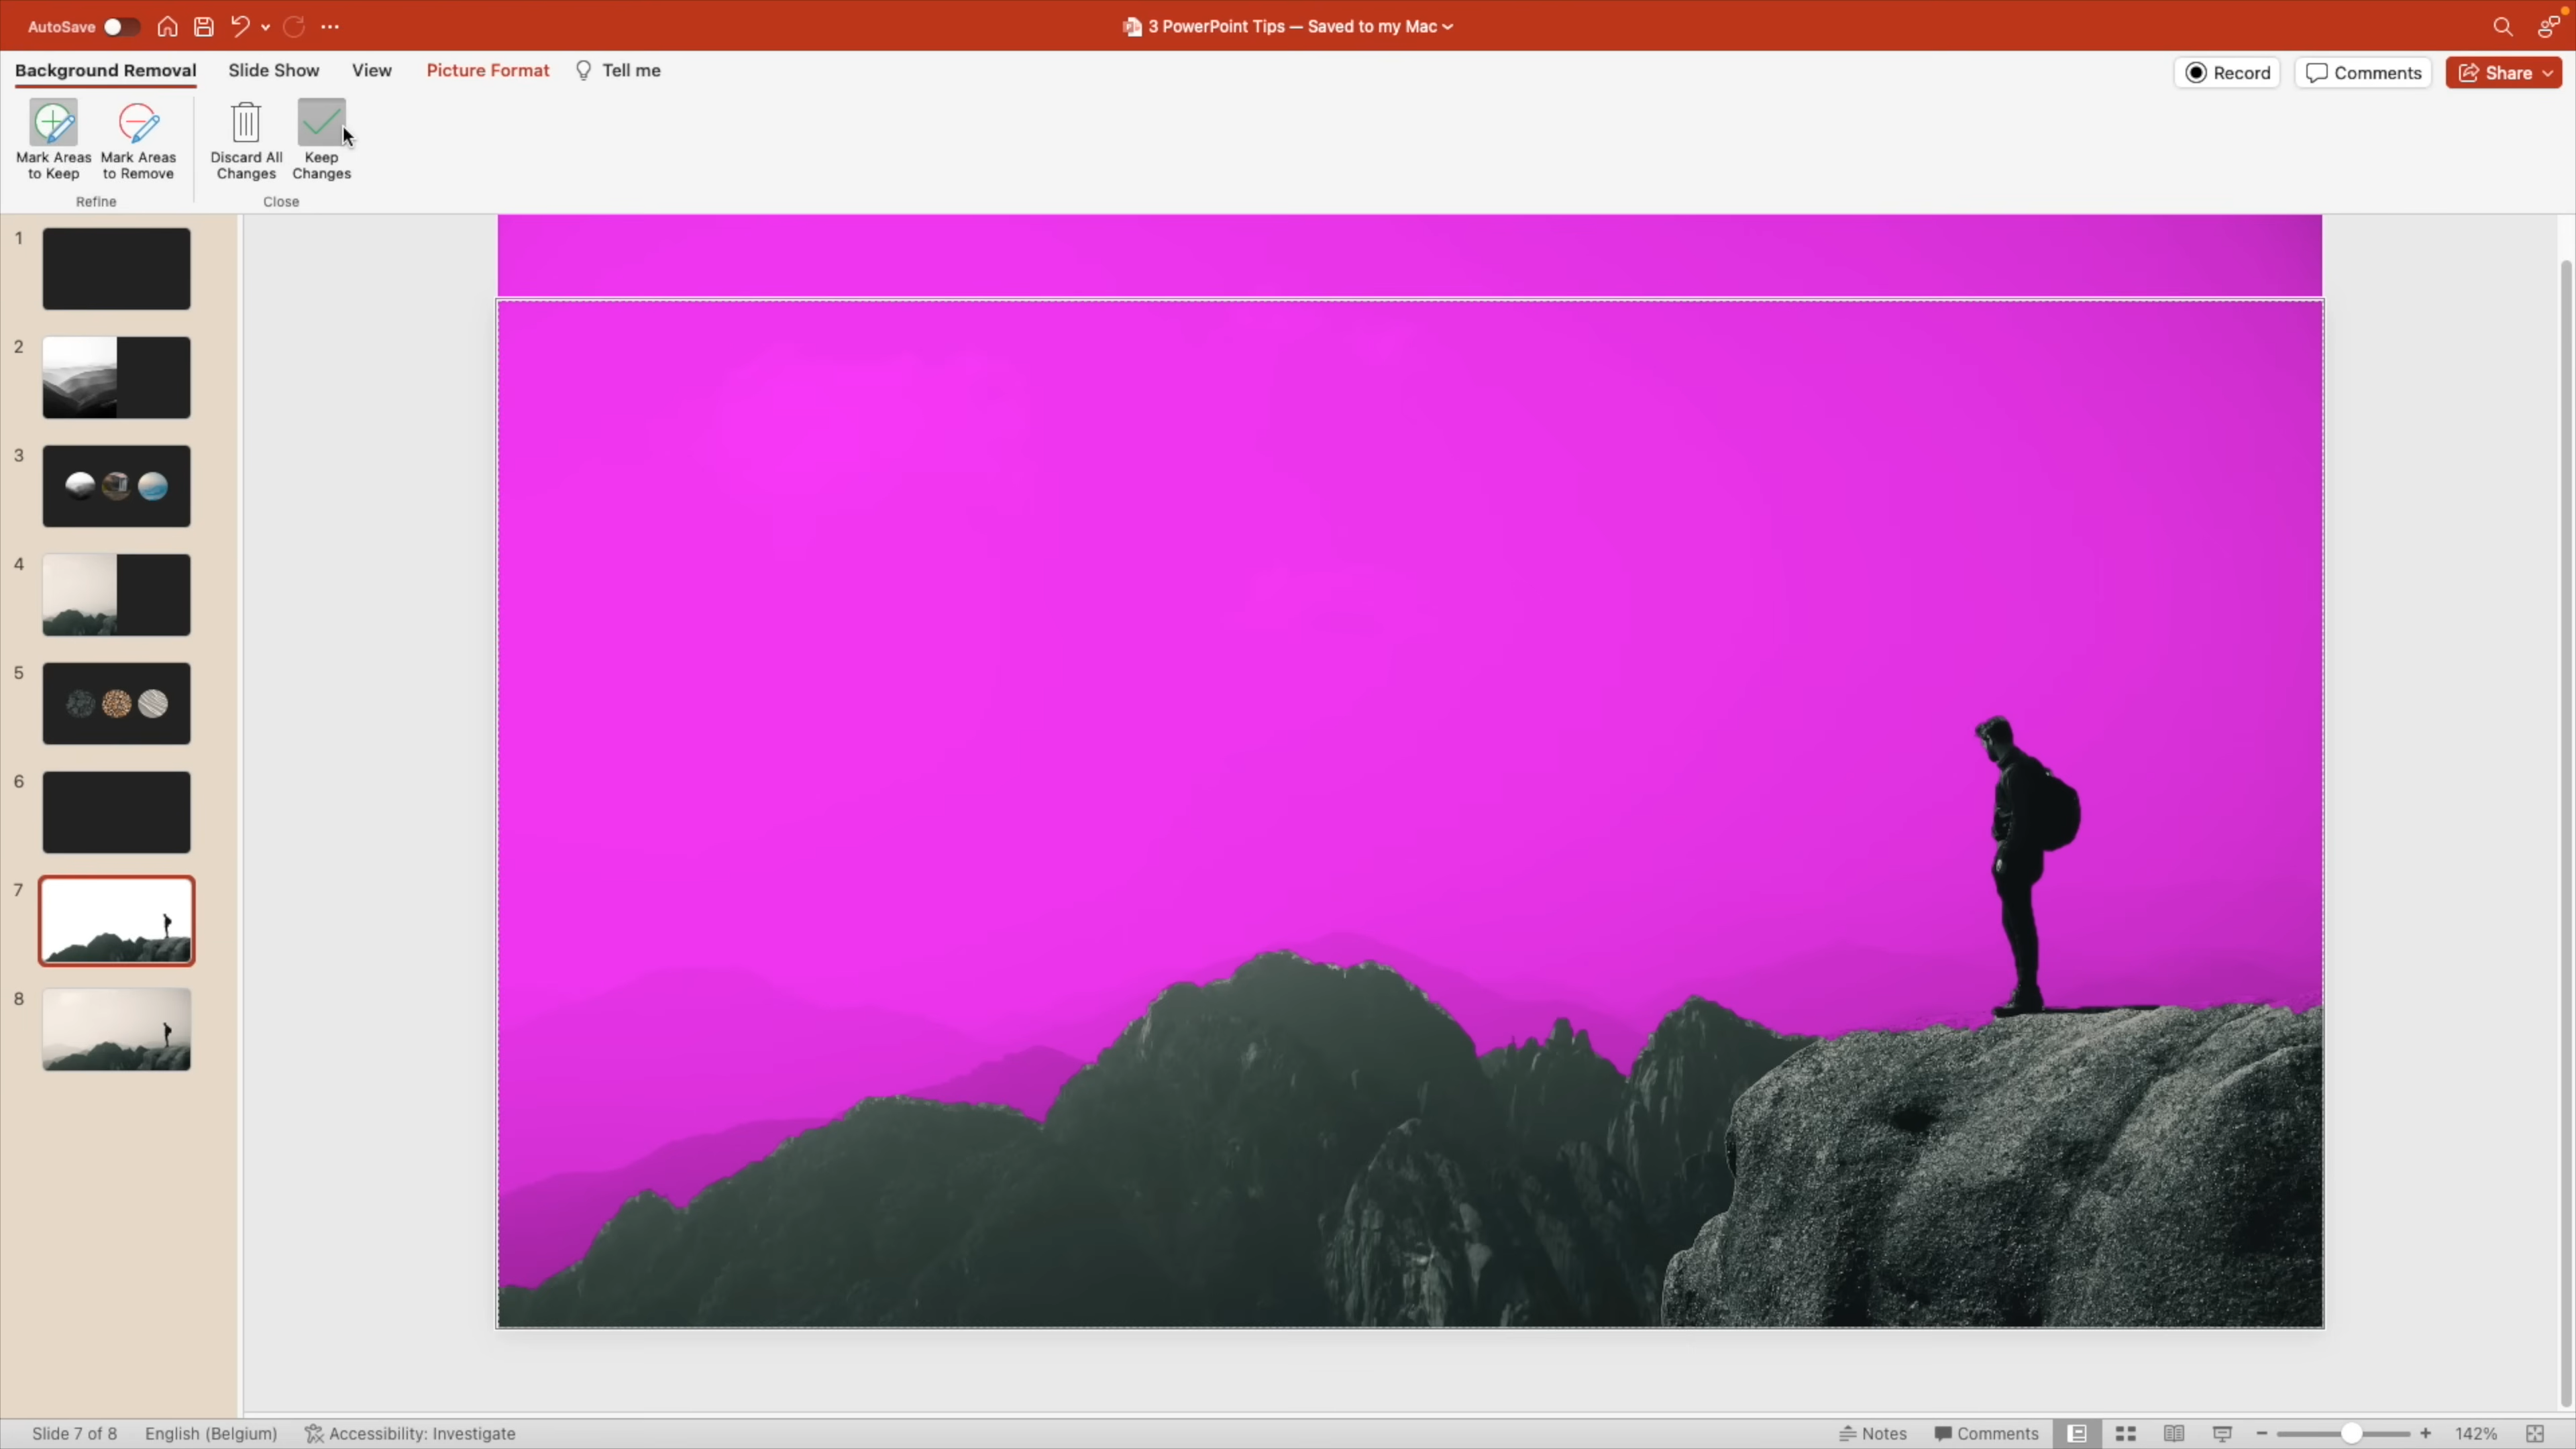 AutoSave
3 PowerPoint Tips — Saved to my Mac
Background Removal
Slide Show
View
Picture Format
Tell me
Record
Comments
Share
Mark Areas
to Keep
Mark Areas
to Remove
Discard All
Changes
Keep
Changes
Refine
Close
1
2
3
4
5
6
7
8
Slide 7 of 8
English (Belgium)
Accessibility: Investigate
Notes
Comments
142%